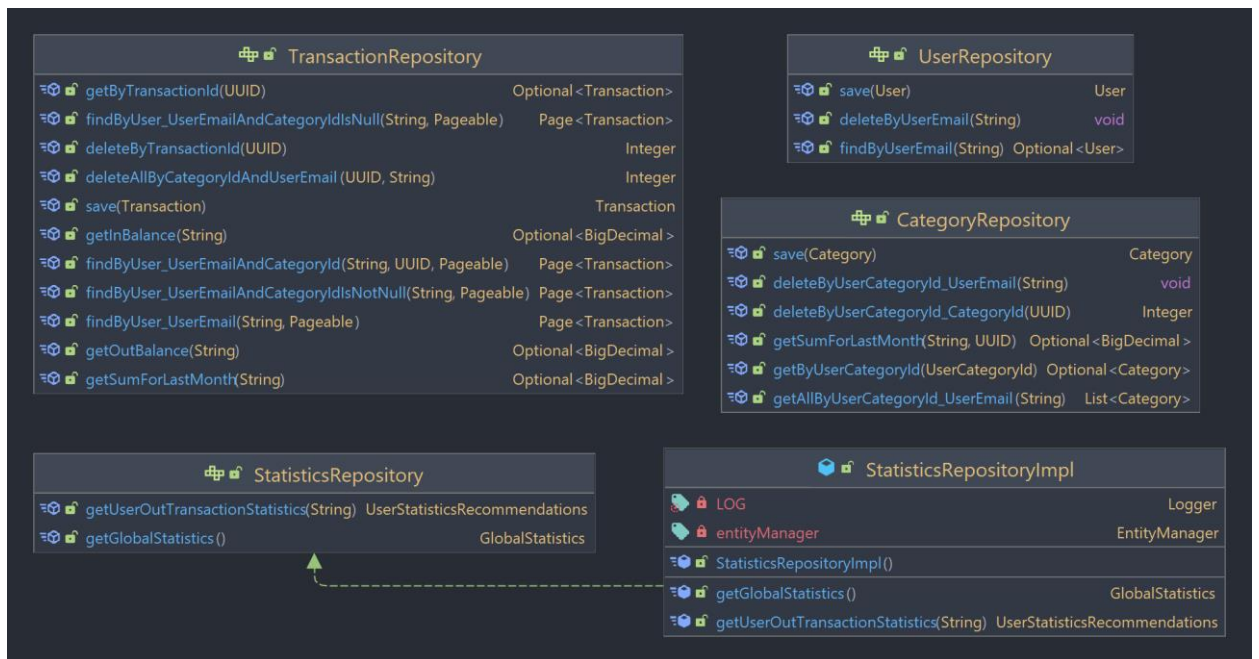 TransactionRepository
getByTransactionId(UUID) Optional<Transaction>
findByUser_UserEmailAndCategoryIdIsNull(String, Pageable) Page<Transaction>
deleteByTransactionId(UUID) Integer
deleteAllByCategoryIdAndUserEmail(UUID, String) Integer
save(Transaction) Transaction
getInBalance(String) Optional<BigDecimal>
findByUser_UserEmailAndCategoryId(String, UUID, Pageable) Page<Transaction>
findByUser_UserEmailAndCategoryIdIsNotNull(String, Pageable) Page<Transaction>
findByUser_UserEmail(String, Pageable) Page<Transaction>
getOutBalance(String) Optional<BigDecimal>
getSumForLastMonth(String) Optional<BigDecimal>
UserRepository
save(User) User
deleteByUserEmail(String) void
findByUserEmail(String) Optional<User>
CategoryRepository
save(Category) Category
deleteByUserCategoryId_UserEmail(String) void
deleteByUserCategoryId_CategoryId(UUID) Integer
getSumForLastMonth(String, UUID) Optional<BigDecimal>
getByUserCategoryId(UserCategoryId) Optional<Category>
getAllByUserCategoryId_UserEmail(String) List<Category>
StatisticsRepository
getUserOutTransactionStatistics(String) UserStatisticsRecommendations
getGlobalStatistics() GlobalStatistics
StatisticsRepositoryImpl
LOG Logger
entityManager EntityManager
StatisticsRepositoryImpl()
getGlobalStatistics() GlobalStatistics
getUserOutTransactionStatistics(String) UserStatisticsRecommendations